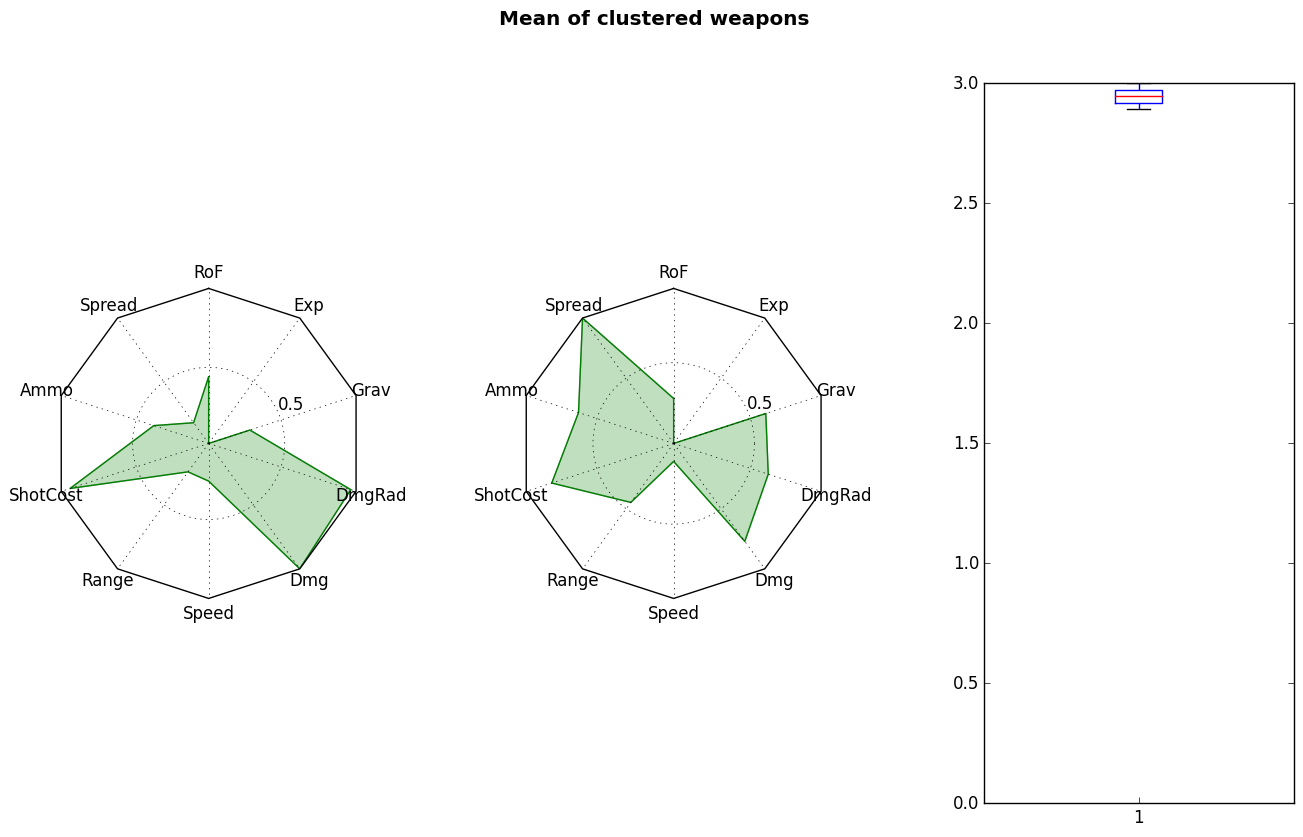 Mean of clustered weapons
RoF
Spread
Exp
Ammo
Grav
0.5
ShotCost
DmgRad
Range
Dmg
Speed
RoF
Spread
Exp
Ammo
Grav
0.5
ShotCost
DmgRad
Range
Dmg
Speed
3.0
2.5
2.0
1.5
1.0
0.5
0.0
1